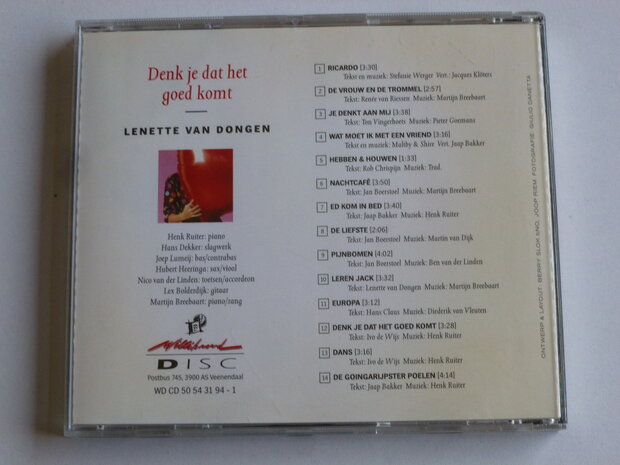 Denk je dat het
goed komt
LENETTE VAN DONGEN
Henk Ruiter: piano
Hans Dekker: slagwerk
Joep Lumeij: bas/contrabas
Hubert Heeringa: sax/viool
Nico van der Linden: toetsen/accordeon
Lex Bolderdijk: gitaar
Martijn Breebaart: piano/zang
Willibrord
DISC
Postbus 745, 3900 AS Veenendaal
WD CD 50 54 31 94 - 1
1 RICARDO [3:30]
Tekst en muziek: Stefanie Werger Vert.: Jacques Klöters
2 DE VROUW EN DE TROMMEL [2:57]
Tekst: Renée van Riessen Muziek: Martijn Breebaart
3 JE DENKT AAN MIJ [3:38]
Tekst: Ton Vingerhoets Muziek: Pieter Goemans
4 WAT MOET IK MET EEN VRIEND [3:16]
Tekst en muziek: Maltby & Shire Vert. Jaap Bakker
5 HEBBEN & HOUWEN [1:33]
Tekst: Rob Chrispijn Muziek: Trad.
6 NACHTCAFÉ [3:50]
Tekst: Jan Boerstoel Muziek: Martijn Breebaart
7 ED KOM IN BED [3:40]
Tekst: Jaap Bakker Muziek: Henk Ruiter
8 DE LIEFSTE [2:06]
Tekst: Jan Boerstoel Muziek: Martin van Dijk
9 PIJNBOMEN [4:02]
Tekst: Jan Boerstoel Muziek: Ben van der Linden
10 LEREN JACK [3:32]
Tekst: Lenette van Dongen Muziek: Martijn Breebaart
11 EUROPA [3:12]
Tekst: Hans Claus Muziek: Diederik van Vleuten
12 DENK JE DAT HET GOED KOMT [3:28]
Tekst: Ivo de Wijs Muziek: Henk Ruiter
13 DANS [3:16]
Tekst: Ivo de Wijs Muziek: Henk Ruiter
14 DE GOINGARIJPSTER POELEN [4:14]
Tekst: Jaap Bakker Muziek: Henk Ruiter
ONTWERP & LAYOUT: BERRY SLOK BNO, JOOP RIEM FOTOGRAFIE: GIULIO DANETTA